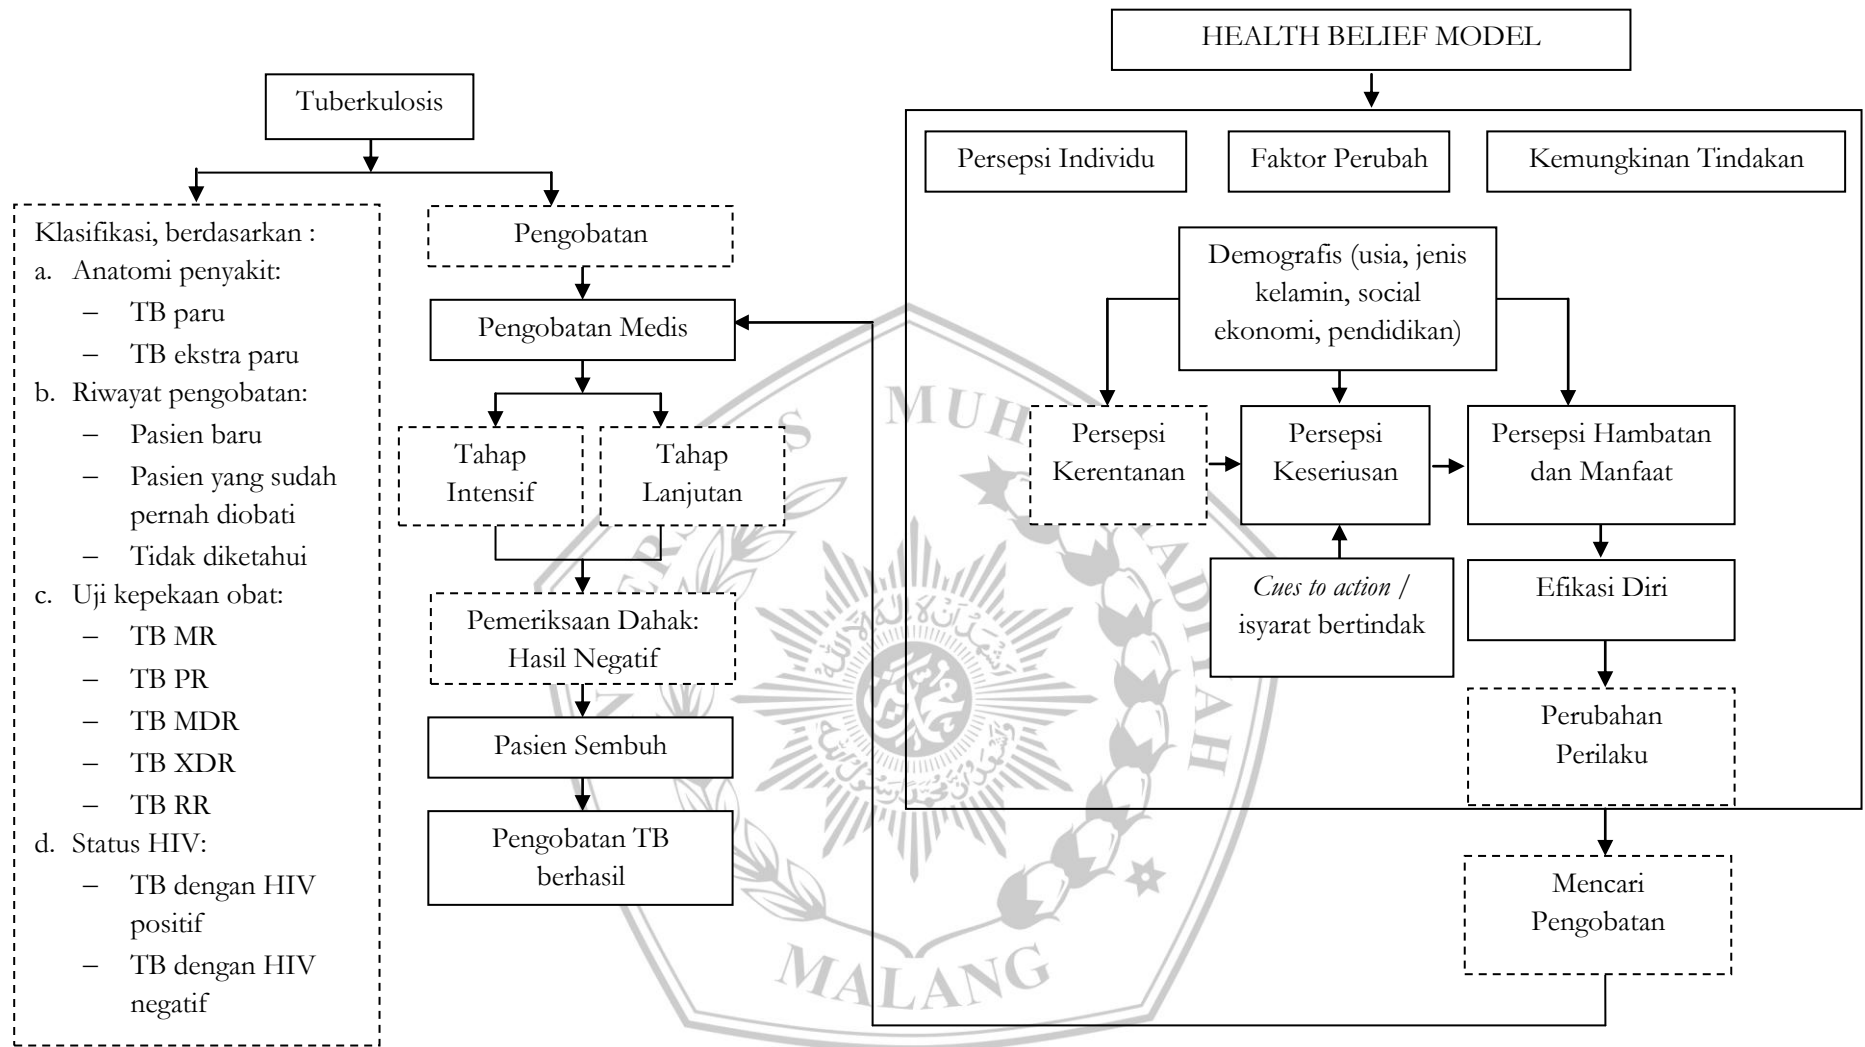 HEALTH BELIEF MODEL
Tuberkulosis
Persepsi Individu
Faktor Perubah
Kemungkinan Tindakan
Klasifikasi, berdasarkan :
a. Anatomi penyakit:
– TB paru
– TB ekstra paru
b. Riwayat pengobatan:
– Pasien baru
– Pasien yang sudah
pernah diobati
– Tidak diketahui
c. Uji kepekaan obat:
– TB MR
– TB PR
– TB MDR
– TB XDR
– TB RR
d. Status HIV:
– TB dengan HIV
positif
– TB dengan HIV
negatif
Pengobatan
Pengobatan Medis
Tahap
Intensif
Tahap
Lanjutan
Pemeriksaan Dahak:
Hasil Negatif
Pasien Sembuh
Pengobatan TB
berhasil
Demografis (usia, jenis
kelamin, social
ekonomi, pendidikan)
Persepsi
Kerentanan
Persepsi
Keseriusan
Persepsi Hambatan
dan Manfaat
Cues to action /
isyarat bertindak
Efikasi Diri
Perubahan
Perilaku
Mencari
Pengobatan
MALANG